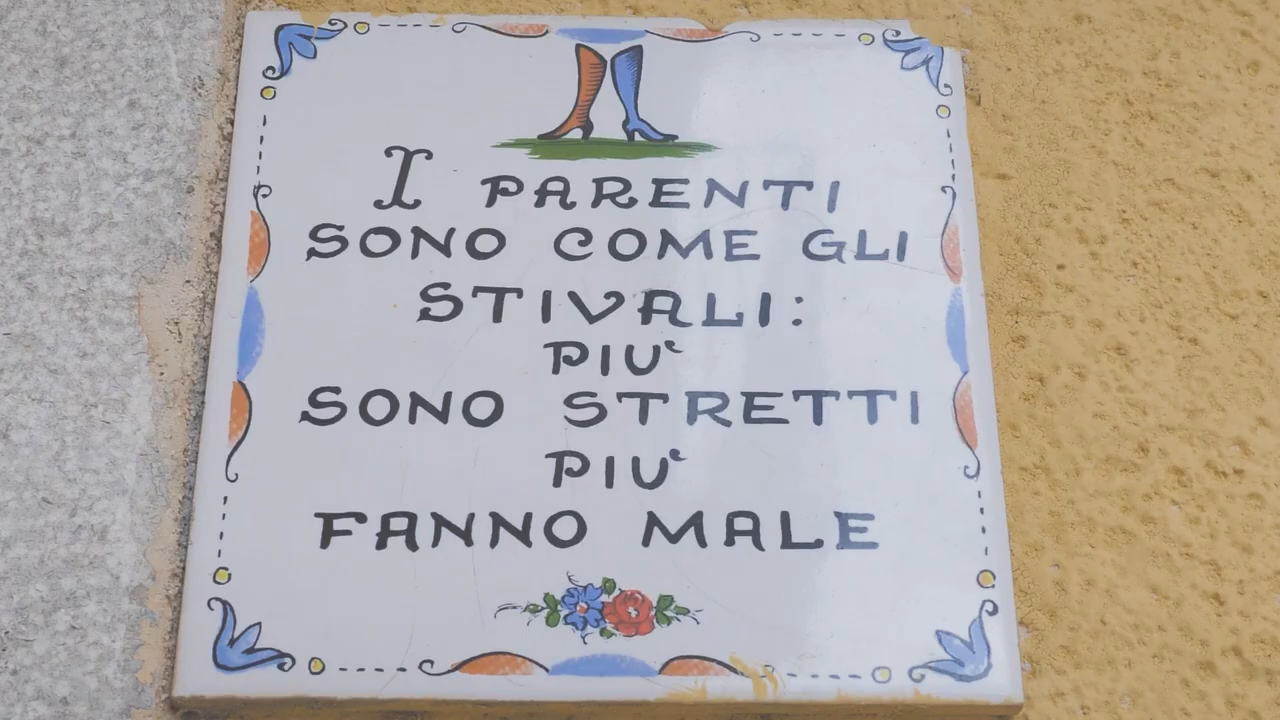 I PARENTI
SONO COME GLI
STIVALI:
PIU'
SONO STRETTI
PIU'
FANNO MALE